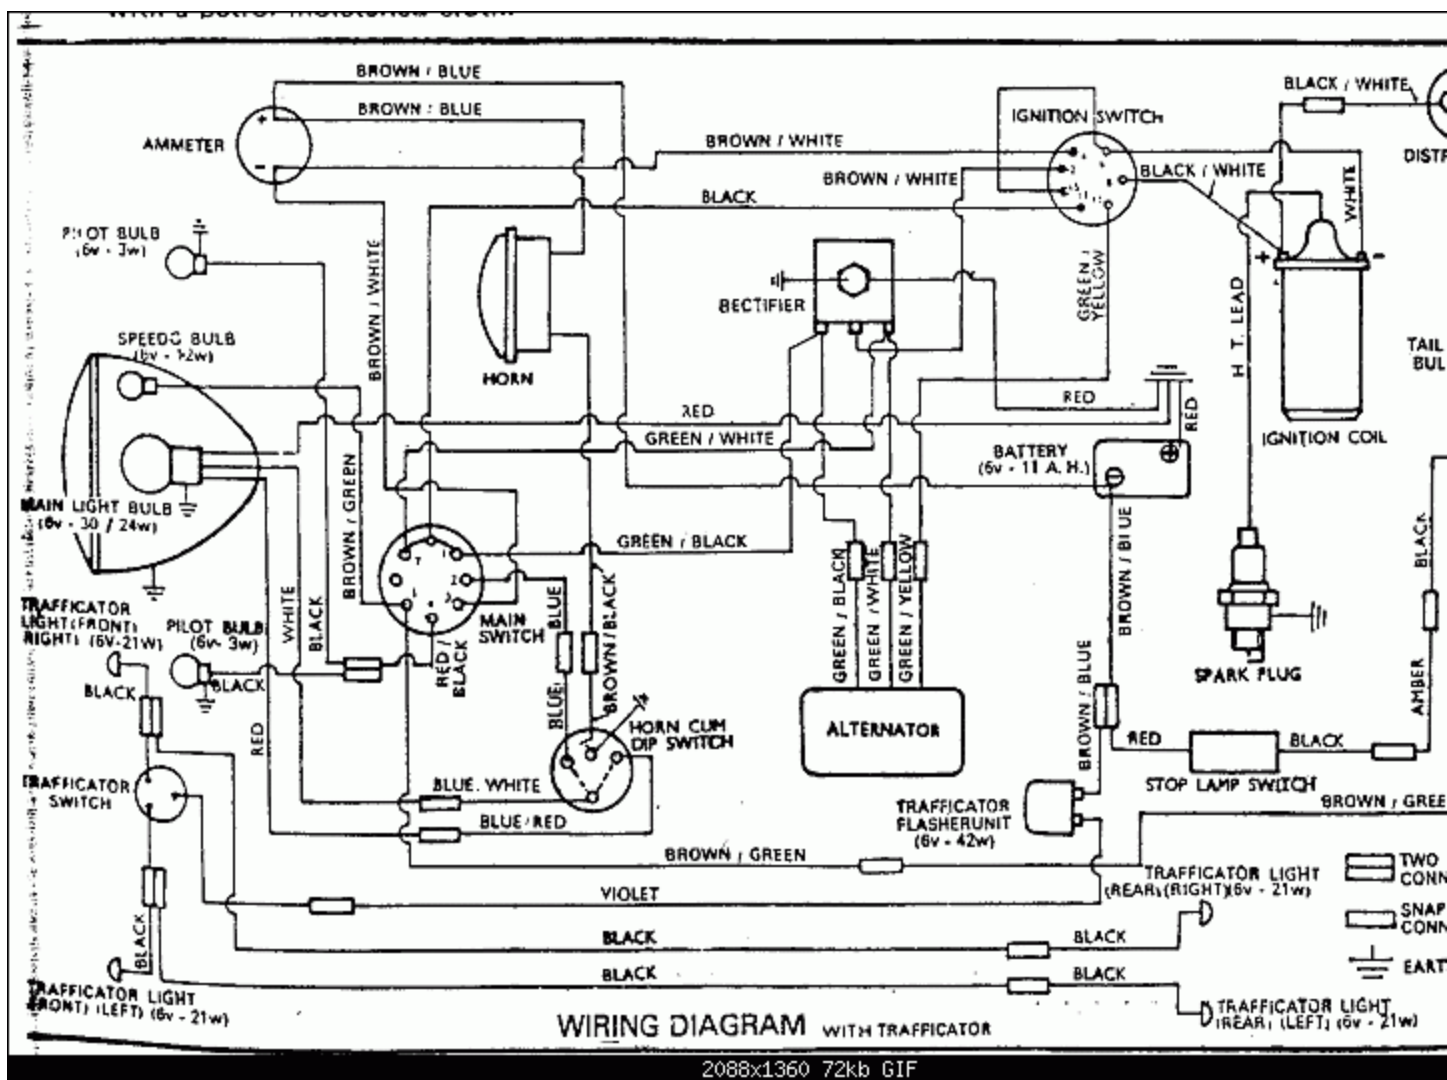 BROWN / BLUE
BROWN / BLUE
AMMETER
+
−
BROWN / WHITE
BROWN / WHITE
BLACK
IGNITION SWITCH
BLACK / WHITE
BLACK / WHITE
DISTR
WHITE
PILOT BULB
(6v - 3w)
BROWN / WHITE
HORN
RECTIFIER
GREEN /
YELLOW
H T. LEAD
+
-
TAIL
BUL
SPEEDO BULB
RED
RED
GREEN / WHITE
RED
BATTERY
(6v - 11 A.H.)
IGNITION COIL
MAIN LIGHT BULB
(6v - 30 / 24w)
BROWN / GREEN
GREEN / BLACK
GREEN / BLACK
GREEN / WHITE
GREEN / YELLOW
BROWN / BLUE
BLACK
AMBER
TRAFFICATOR
LIGHT (FRONT)
RIGHT) (6V-21W)
PILOT BULB
(6v- 3w)
WHITE
BLACK
MAIN
SWITCH
RED /
BLACK
BLUE
BROWN / BLACK
BLUE
BLACK
BLACK
RED
SPARK PLUG
ALTERNATOR
HORN CUM
DIP SWITCH
BROWN / BLUE
RED
BLACK
STOP LAMP SWITCH
TRAFFICATOR
SWITCH
BLUE. WHITE
BLUE/RED
TRAFFICATOR
FLASHERUNIT
(6v - 42w)
BROWN / GREE
BROWN / GREEN
TRAFFICATOR LIGHT
(REAR) (RIGHT)(6v - 21w)
TWO
CONN
VIOLET
SNAP
CONN
BLACK
BLACK
BLACK
EART
BLACK
BLACK
TRAFFICATOR LIGHT
FRONT) (LEFT) (6v - 21w)
TRAFFICATOR LIGHT
(REAR) (LEFT) (6v - 21w)
WIRING DIAGRAM WITH TRAFFICATOR
2088x1360 72kb GIF